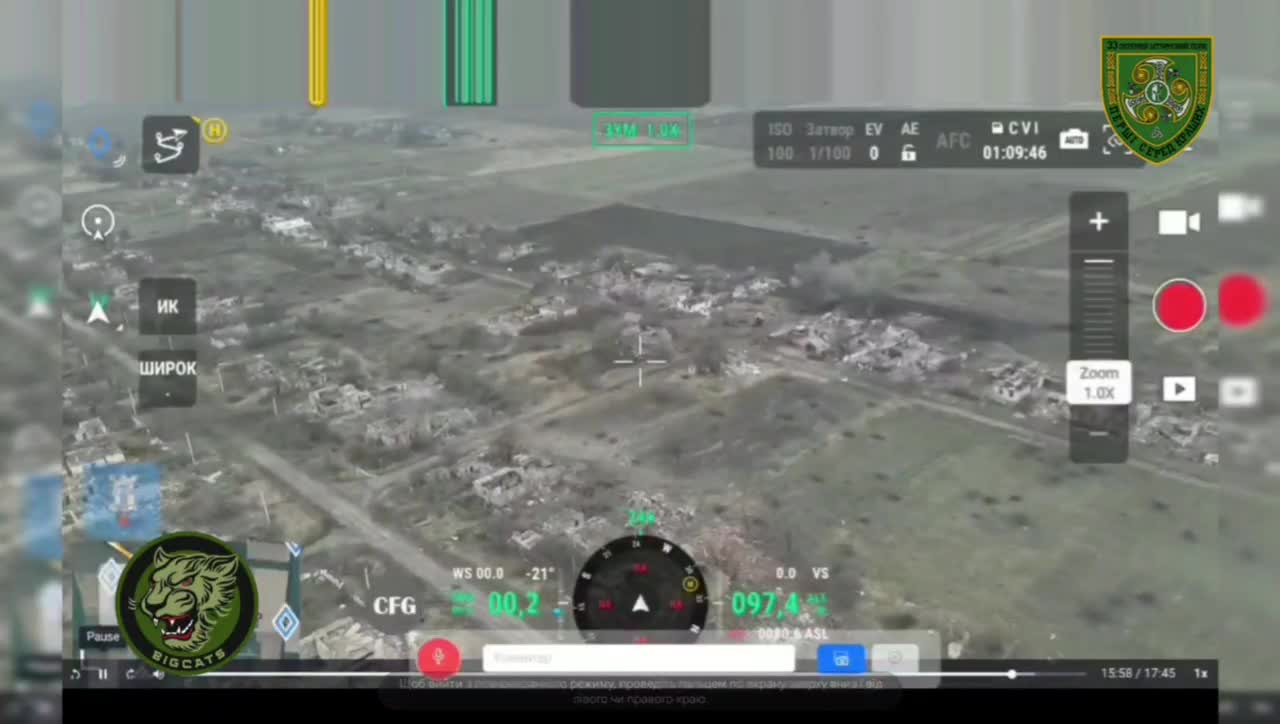 33 ОКРЕМИЙ ШТУРМОВИЙ ПОЛК
ПЕРШІ СЕРЕД КРАЩИХ
H
ЗУМ 1.0X
ISO Затвор EV AE
100 1/100 0
AFC
CVI
01:09:46
AUTO
ИК
ШИРОК
Zoom
1.0X
WS 00.0 -21°
0.0 VS
CFG
00,2
097,4
0080.6 ASL
W
H
BIGCATS
Pause
Коментар
15:58 / 17:45 1x
Щоб вийти з повноекранного режиму, проведіть пальцем по екрану зверху вниз і від
лівого чи правого краю.